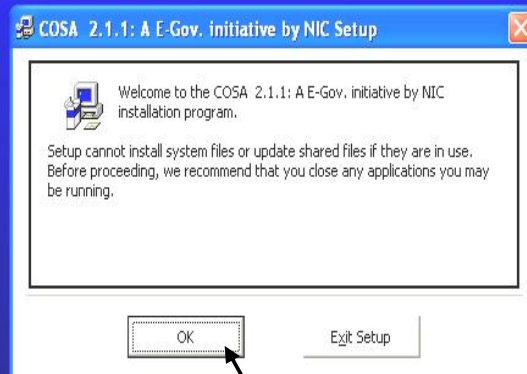 COSA 2.1.1: A E-Gov. initiative by NIC Setup
Welcome to the COSA 2.1.1: A E-Gov. initiative by NIC
installation program.
Setup cannot install system files or update shared files if they are in use.
Before proceeding, we recommend that you close any applications you may
be running.
OK
Exit Setup